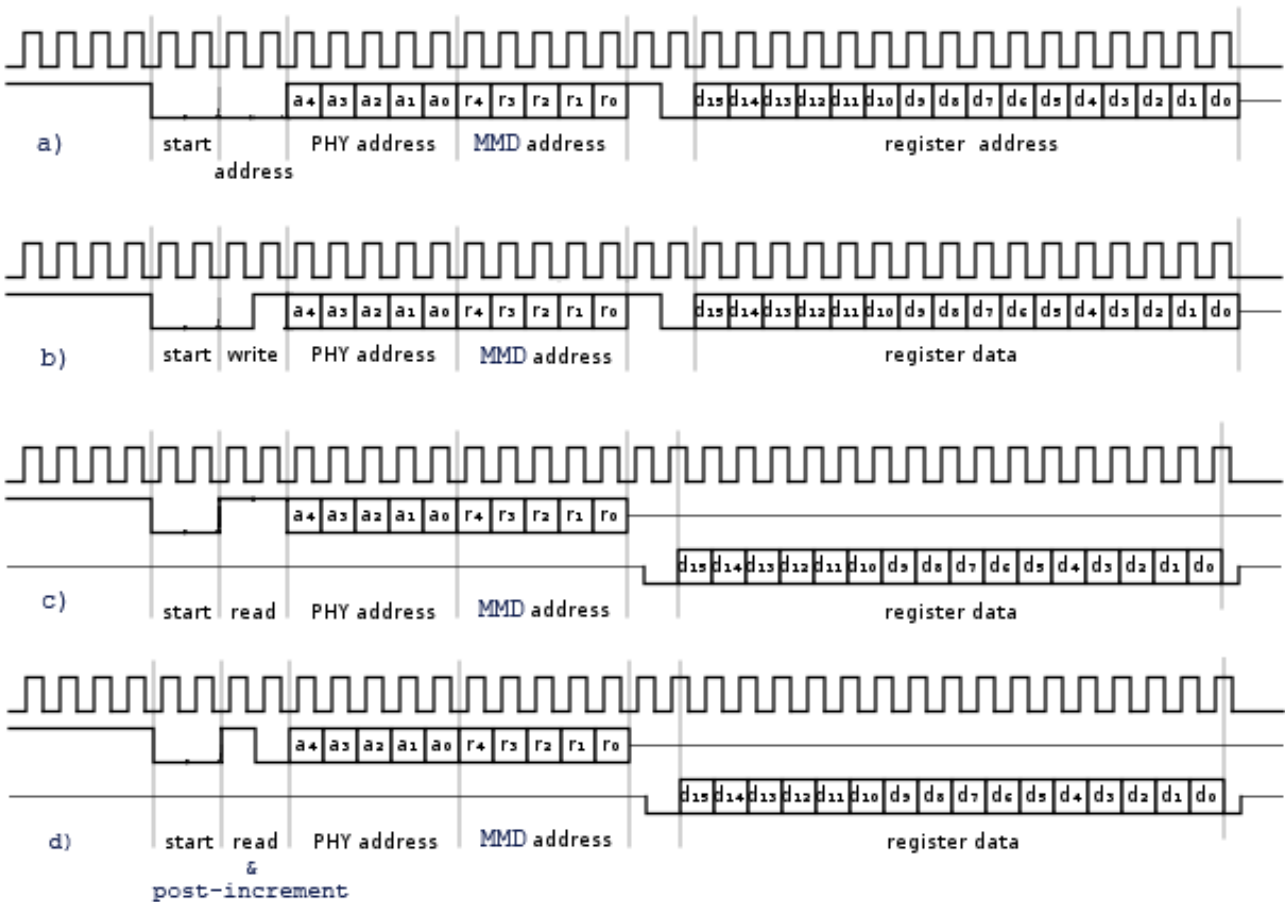 a₄ a₃ a₂ a₁ a₀ r₄ r₃ r₂ r₁ r₀ d₁₅ d₁₄ d₁₃ d₁₂ d₁₁ d₁₀ d₉ d₈ d₇ d₆ d₅ d₄ d₃ d₂ d₁ d₀
a) start PHY address MMD address register address
address
a₄ a₃ a₂ a₁ a₀ r₄ r₃ r₂ r₁ r₀ d₁₅ d₁₄ d₁₃ d₁₂ d₁₁ d₁₀ d₉ d₈ d₇ d₆ d₅ d₄ d₃ d₂ d₁ d₀
b) start write PHY address MMD address register data
a₄ a₃ a₂ a₁ a₀ r₄ r₃ r₂ r₁ r₀
d₁₅ d₁₄ d₁₃ d₁₂ d₁₁ d₁₀ d₉ d₈ d₇ d₆ d₅ d₄ d₃ d₂ d₁ d₀
c) start read PHY address MMD address register data
a₄ a₃ a₂ a₁ a₀ r₄ r₃ r₂ r₁ r₀
d₁₅ d₁₄ d₁₃ d₁₂ d₁₁ d₁₀ d₉ d₈ d₇ d₆ d₅ d₄ d₃ d₂ d₁ d₀
d) start read PHY address MMD address register data
&
post-increment